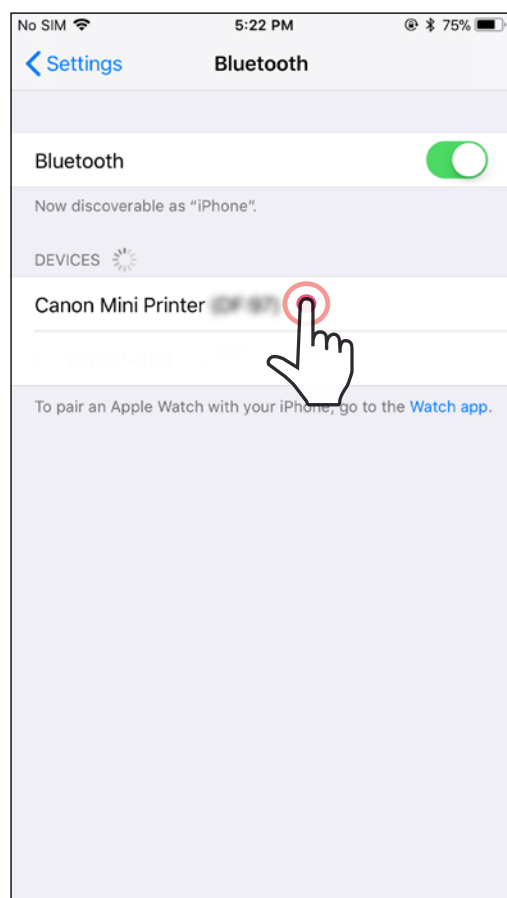 No SIM 5:22 PM 75%
Settings Bluetooth
Bluetooth
Now discoverable as “iPhone”.
DEVICES
Canon Mini Printer
To pair an Apple Watch with your iPhone, go to the Watch app.